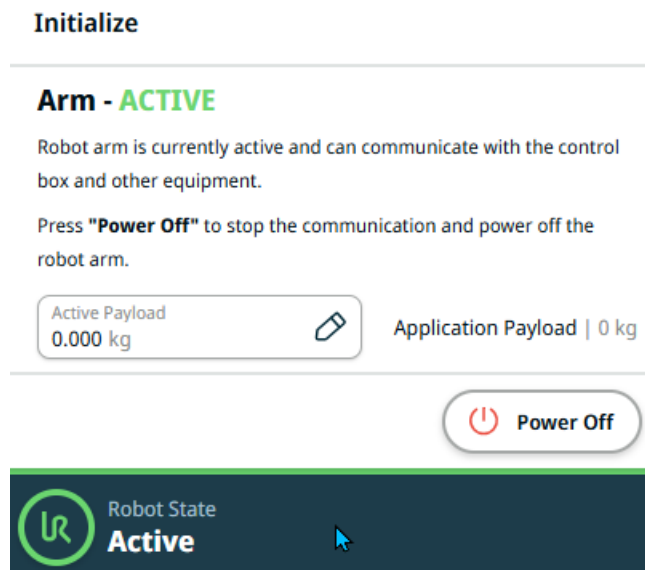 Initialize
Arm - ACTIVE
Robot arm is currently active and can communicate with the control
box and other equipment.
Press "Power Off" to stop the communication and power off the
robot arm.
Active Payload
0.000 kg
Application Payload | 0 kg
Power Off
UR
Robot State
Active